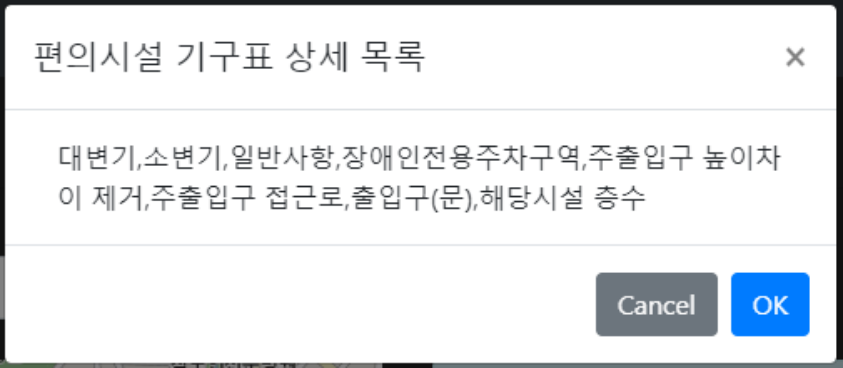 편의시설 기구표 상세 목록
×
대변기,소변기,일반사항,장애인전용주차구역,주출입구 높이차
이 제거,주출입구 접근로,출입구(문),해당시설 층수
Cancel OK